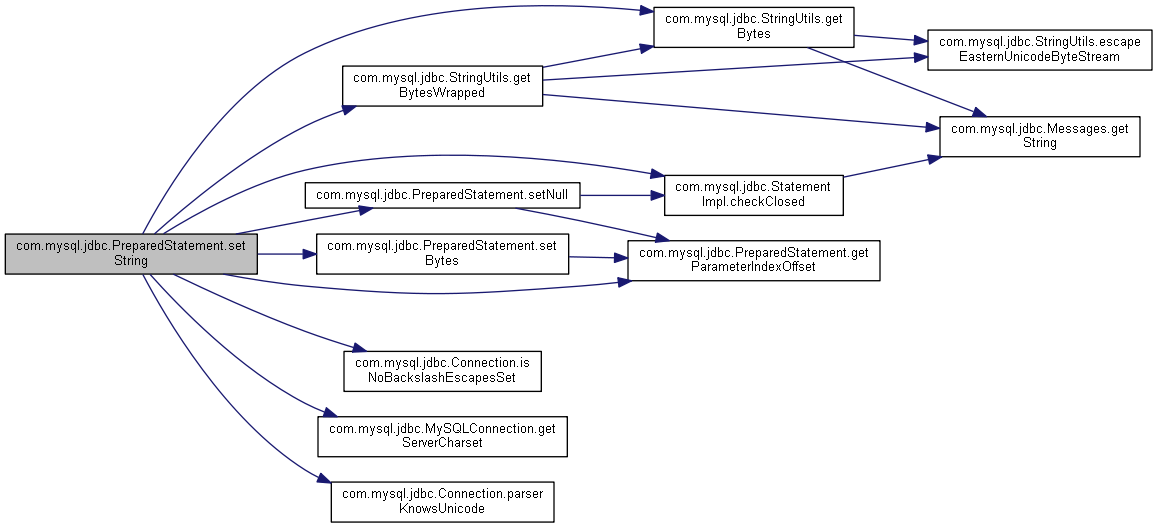 com.mysql.jdbc.StringUtils.get
Bytes
com.mysql.jdbc.StringUtils.escape
EasternUnicodeByteStream
com.mysql.jdbc.StringUtils.get
BytesWrapped
com.mysql.jdbc.Messages.get
String
com.mysql.jdbc.PreparedStatement.setNull
com.mysql.jdbc.Statement
Impl.checkClosed
com.mysql.jdbc.PreparedStatement.set
String
com.mysql.jdbc.PreparedStatement.set
Bytes
com.mysql.jdbc.PreparedStatement.get
ParameterIndexOffset
com.mysql.jdbc.Connection.is
NoBackslashEscapesSet
com.mysql.jdbc.MySQLConnection.get
ServerCharset
com.mysql.jdbc.Connection.parser
KnowsUnicode